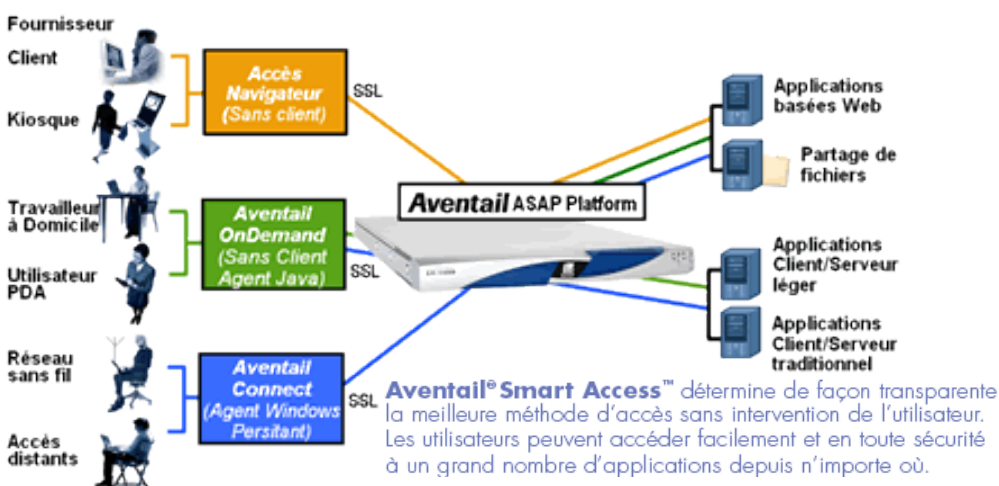 Fournisseur
Client
Kiosque
Travailleur
à Domicile
Utilisateur
PDA
Réseau
sans fil
Accès
distants
Accès
Navigateur
(Sans client)
SSL
Aventail
OnDemand
(Sans Client
Agent Java)
SSL
Aventail
Connect
(Agent Windows
Persitant)
SSL
Aventail ASAP Platform
Applications
basées Web
Partage de
fichiers
Applications
Client/Serveur
léger
Applications
Client/Serveur
traditionnel
Aventail® Smart Access™ détermine de façon transparente
la meilleure méthode d'accès sans intervention de l'utilisateur.
Les utilisateurs peuvent accéder facilement et en toute sécurité
à un grand nombre d'applications depuis n'importe où.